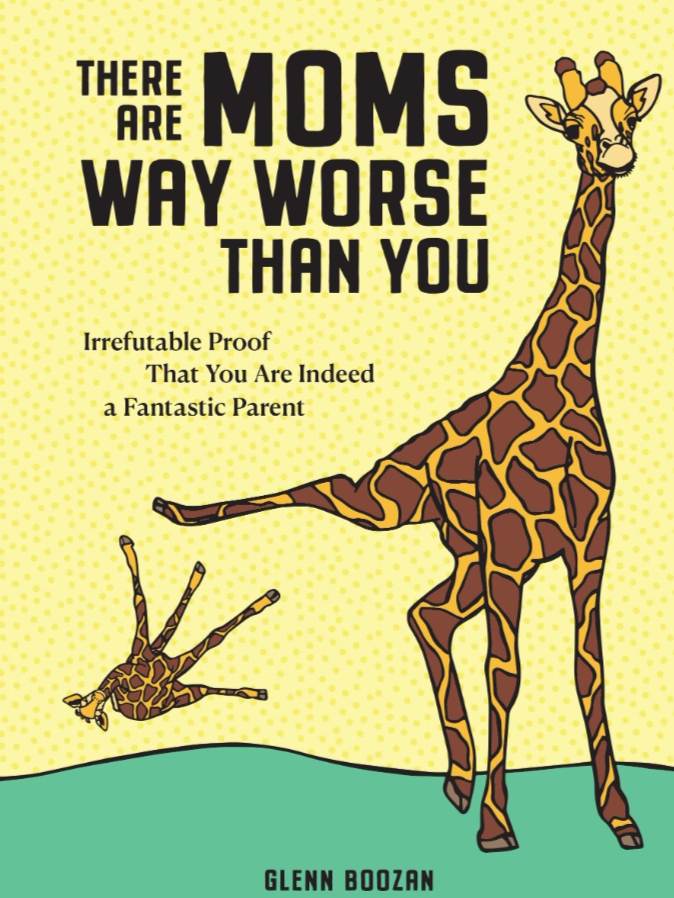 THERE
ARE MOMS
WAY WORSE
THAN YOU
Irrefutable Proof
That You Are Indeed
a Fantastic Parent
GLENN BOOZAN